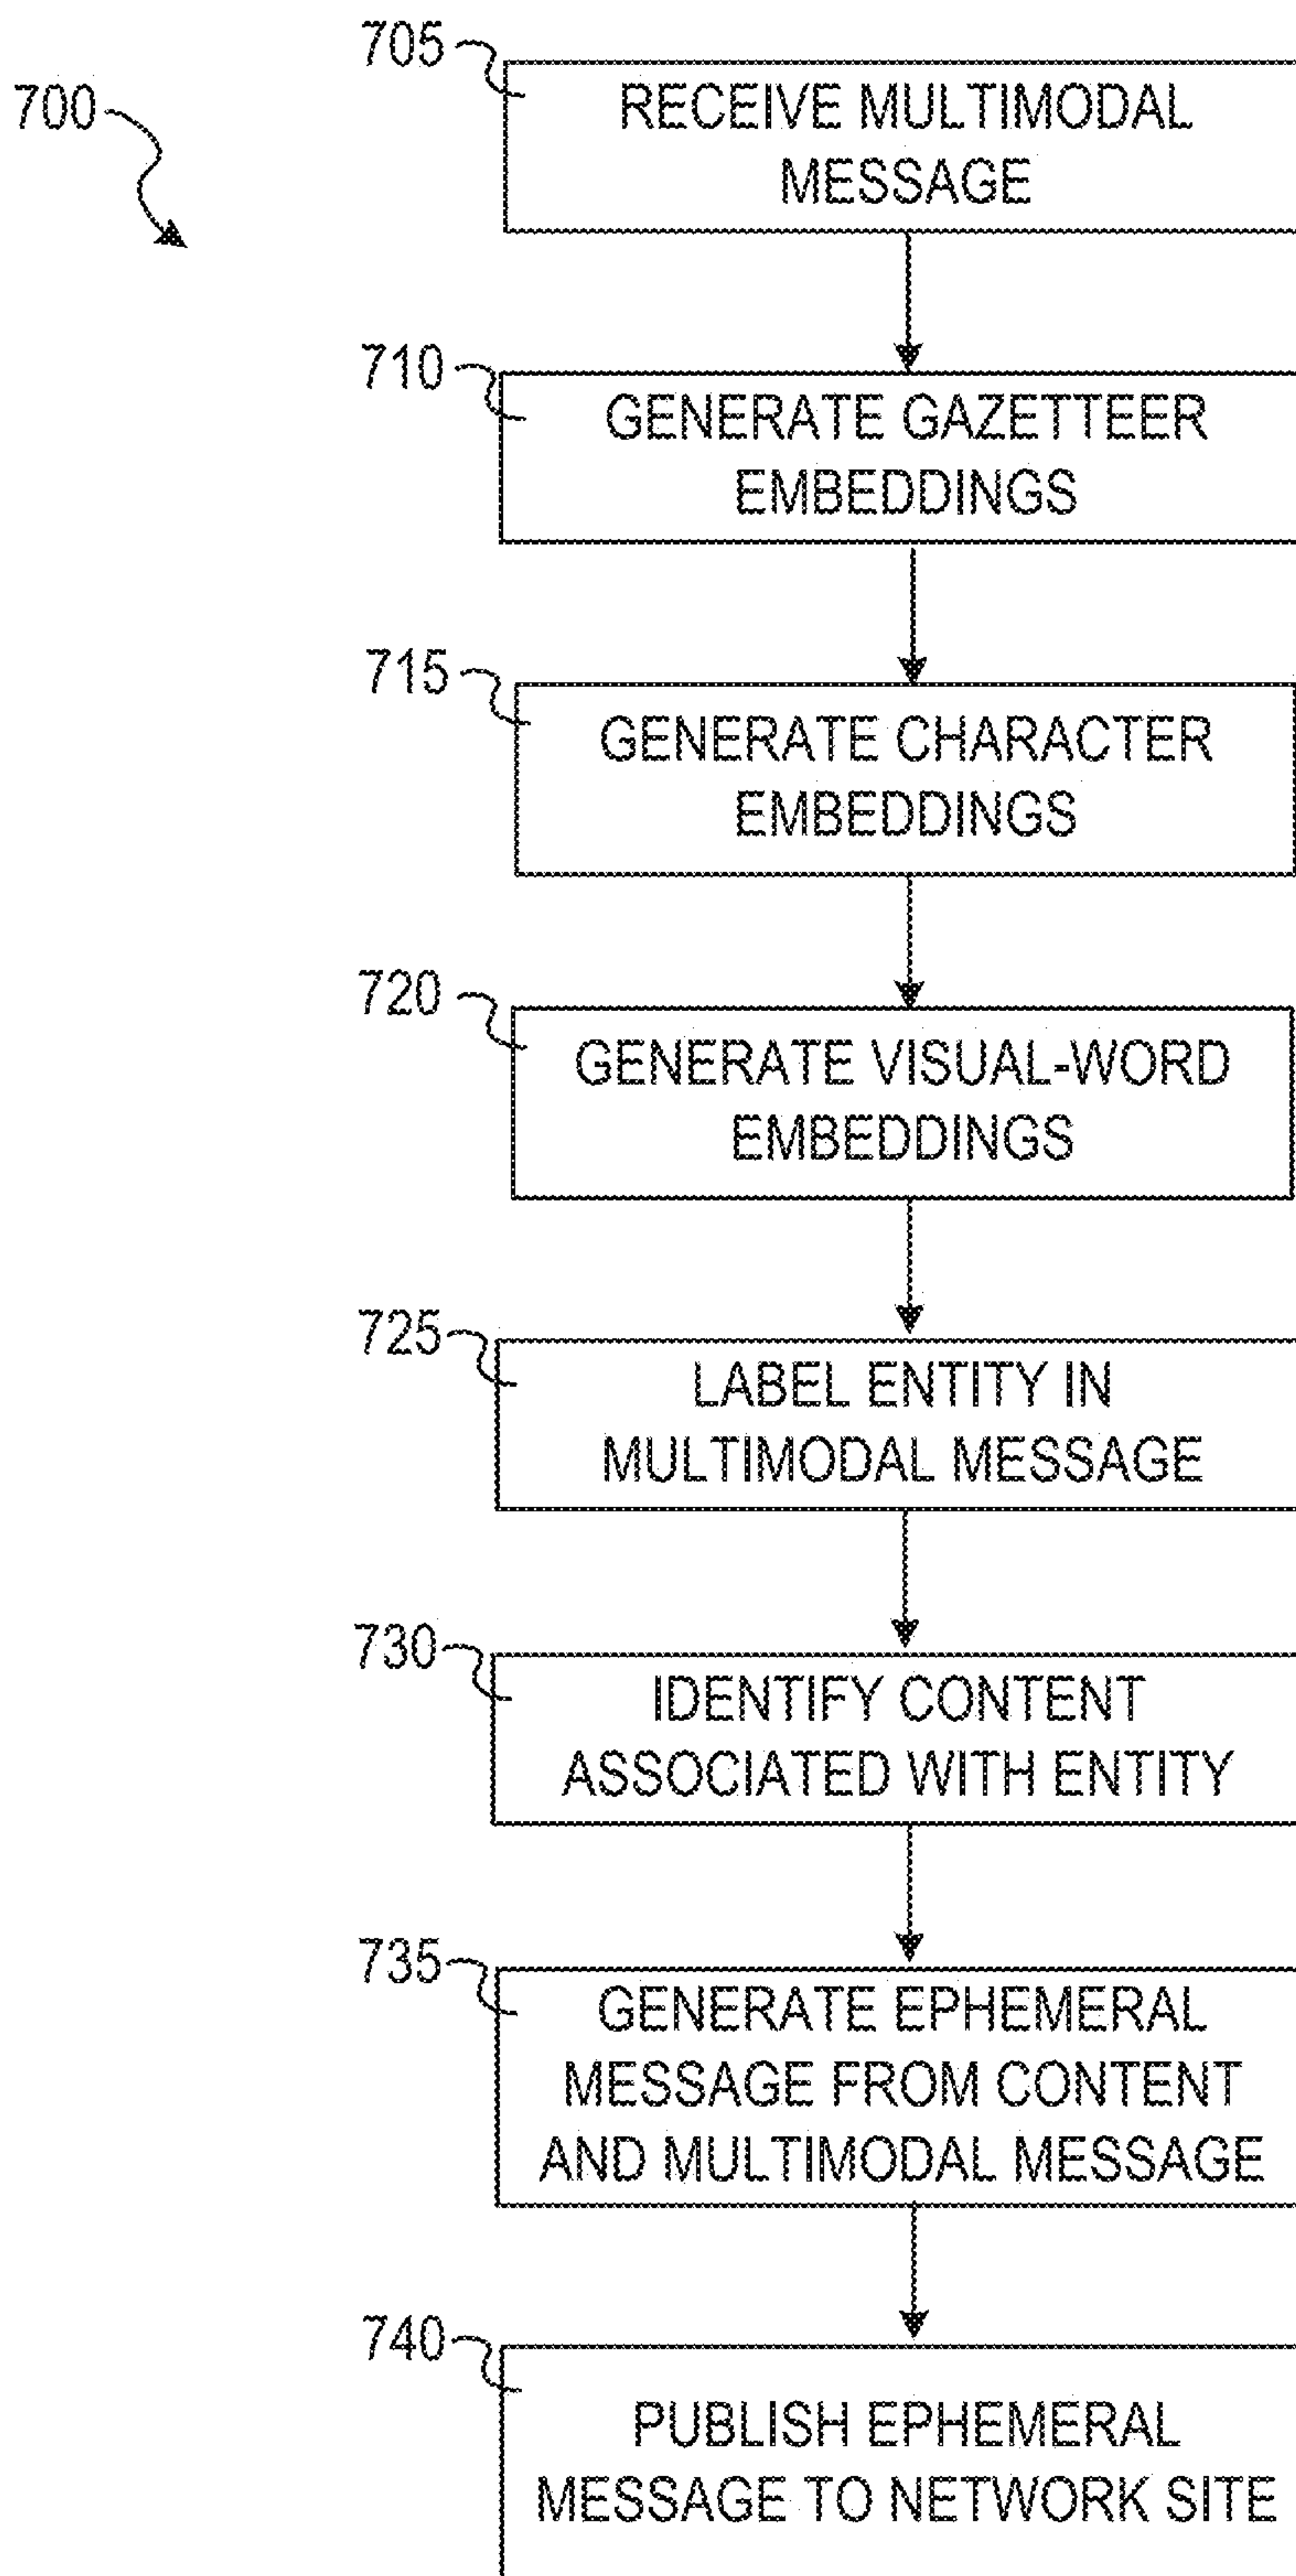 700
705
RECEIVE MULTIMODAL
MESSAGE
710
GENERATE GAZETTEER
EMBEDDINGS
715
GENERATE CHARACTER
EMBEDDINGS
720
GENERATE VISUAL-WORD
EMBEDDINGS
725
LABEL ENTITY IN
MULTIMODAL MESSAGE
730
IDENTIFY CONTENT
ASSOCIATED WITH ENTITY
735
GENERATE EPHEMERAL
MESSAGE FROM CONTENT
AND MULTIMODAL MESSAGE
740
PUBLISH EPHEMERAL
MESSAGE TO NETWORK SITE